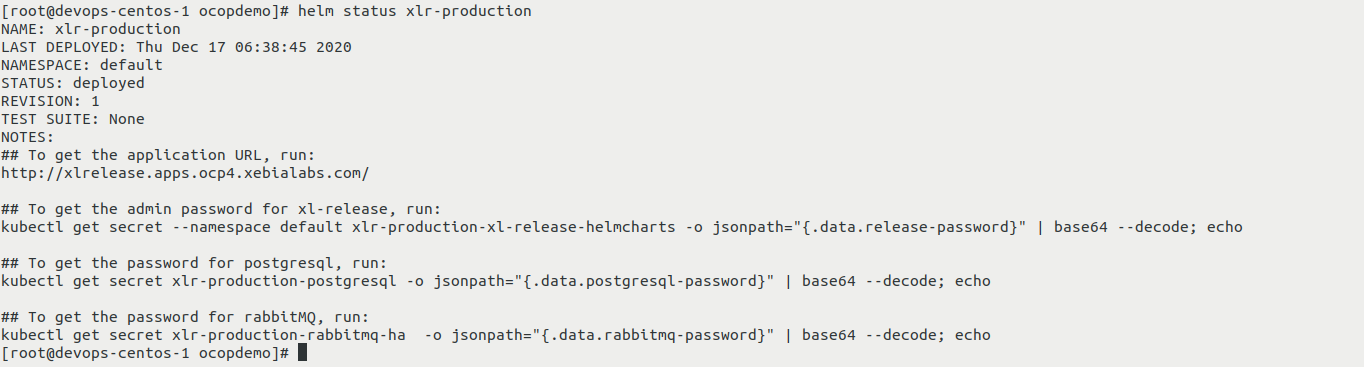 [root@devops-centos-1 ocopdemo]# helm status xlr-production
NAME: xlr-production
LAST DEPLOYED: Thu Dec 17 06:38:45 2020
NAMESPACE: default
STATUS: deployed
REVISION: 1
TEST SUITE: None
NOTES:
## To get the application URL, run:
http://xlrelease.apps.ocp4.xebialabs.com/

## To get the admin password for xl-release, run:
kubectl get secret --namespace default xlr-production-xl-release-helmcharts -o jsonpath="{.data.release-password}" | base64 --decode; echo

## To get the password for postgresql, run:
kubectl get secret xlr-production-postgresql -o jsonpath="{.data.postgresql-password}" | base64 --decode; echo

## To get the password for rabbitMQ, run:
kubectl get secret xlr-production-rabbitmq-ha  -o jsonpath="{.data.rabbitmq-password}" | base64 --decode; echo
[root@devops-centos-1 ocopdemo]#